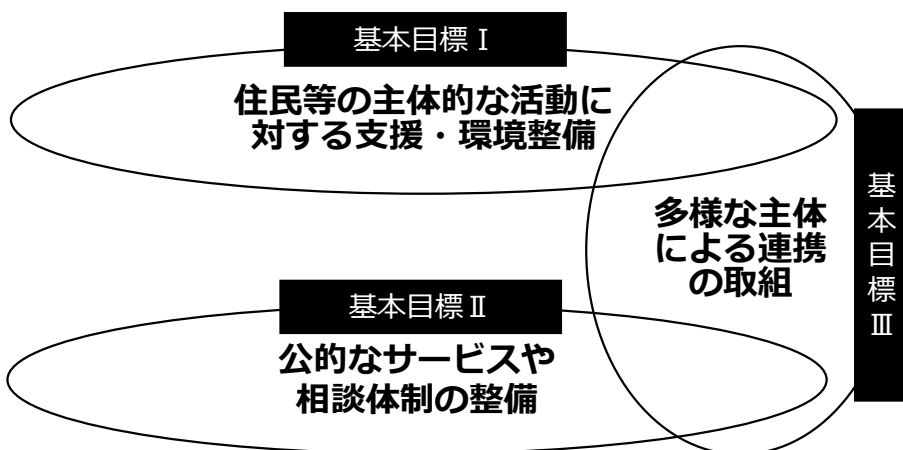 基本目標Ⅰ
住民等の主体的な活動に
対する支援・環境整備
基本目標Ⅲ
多様な主体
による連携
の取組
基本目標Ⅱ
公的なサービスや
相談体制の整備